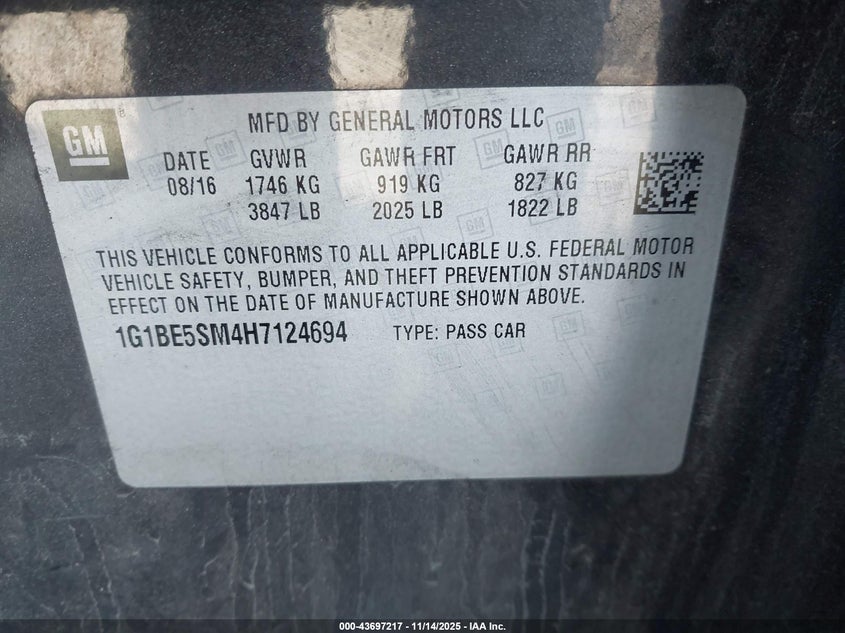 GM
MFD BY GENERAL MOTORS LLC
DATE GVWR GAWR FRT GAWR RR
08/16 1746 KG 919 KG 827 KG
3847 LB 2025 LB 1822 LB
THIS VEHICLE CONFORMS TO ALL APPLICABLE U.S. FEDERAL MOTOR
VEHICLE SAFETY, BUMPER, AND THEFT PREVENTION STANDARDS IN
EFFECT ON THE DATE OF MANUFACTURE SHOWN ABOVE.
1G1BE5SM4H7124694 TYPE: PASS CAR
000-43697217 - 11/14/2025 - IAA Inc.